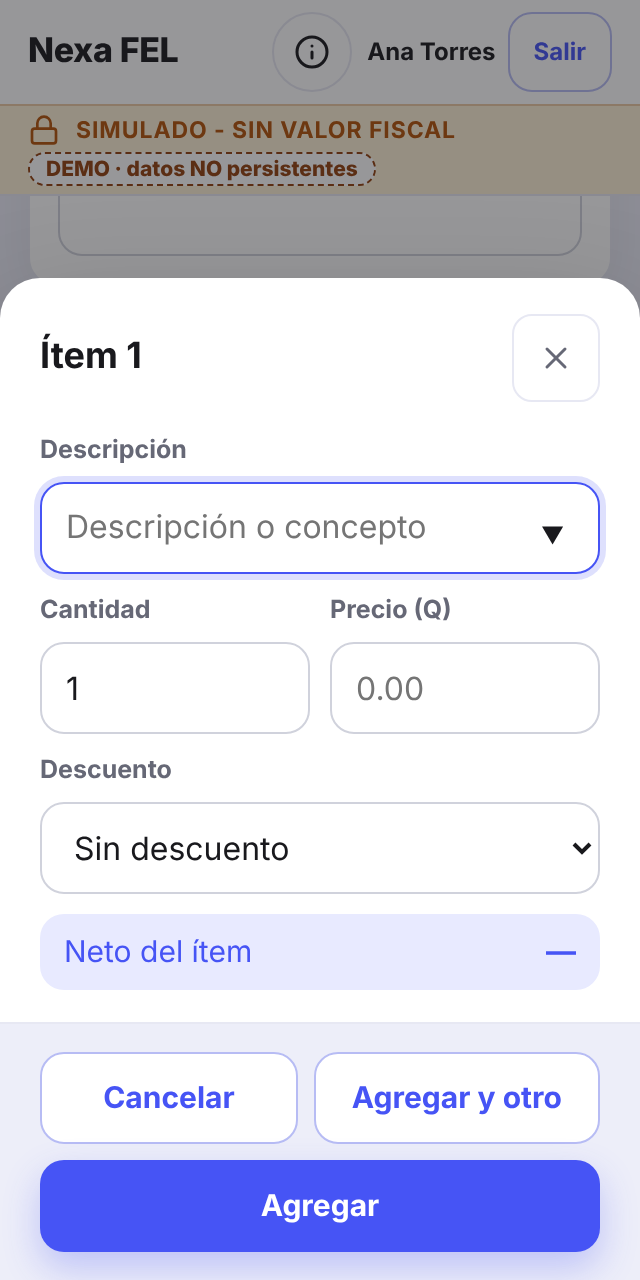 Nexa FEL
Ana Torres
Salir
SIMULADO - SIN VALOR FISCAL
DEMO · datos NO persistentes
Ítem 1
Descripción
Descripción o concepto
Cantidad
Precio (Q)
1
0.00
Descuento
Sin descuento
Neto del ítem —
Cancelar
Agregar y otro
Agregar